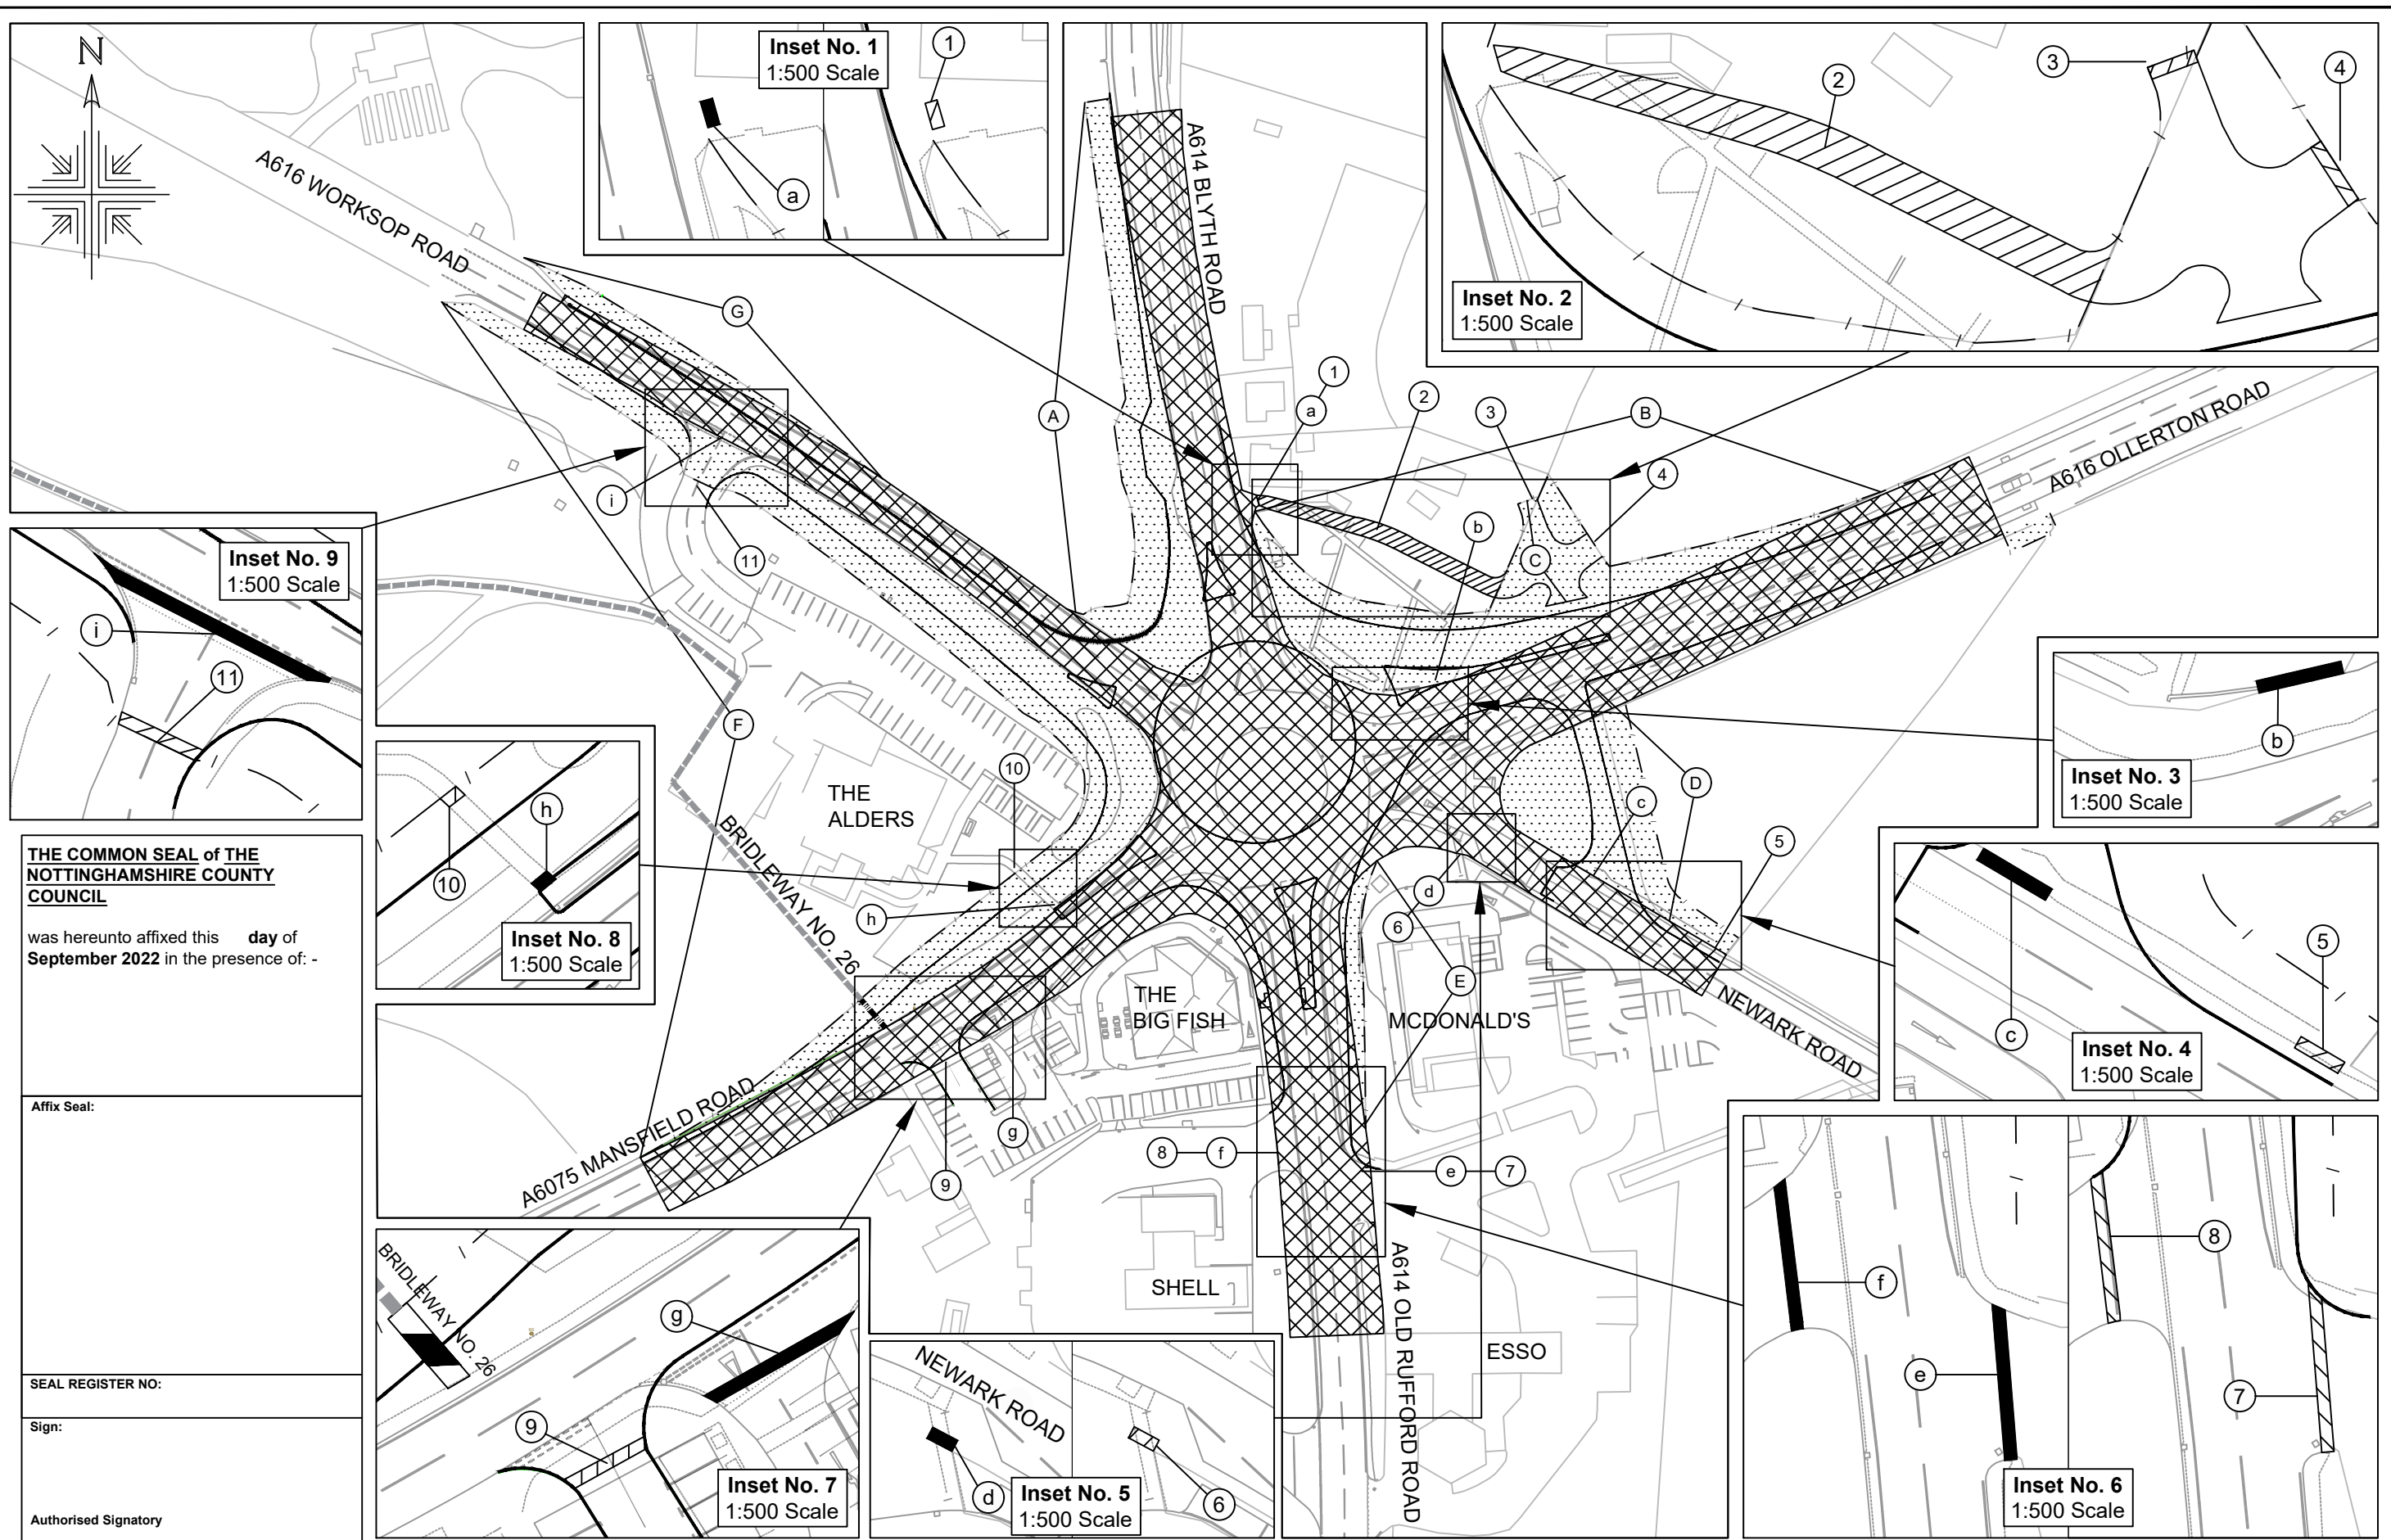 N
Inset No. 1
1:500 Scale
1
a
Inset No. 2
1:500 Scale
2
3
4
A616 WORKSOP ROAD
A614 BLYTH ROAD
A616 OLLERTON ROAD
G
A
1
a
2
3
B
4
b
C
i
11
F
10
h
THE
ALDERS
BRIDLEWAY NO. 26
c
D
5
d
6
E
THE
BIG FISH
MCDONALD'S
NEWARK ROAD
A6075 MANSFIELD ROAD
g
9
8
f
e
7
SHELL
ESSO
A614 OLD RUFFORD ROAD
Inset No. 9
1:500 Scale
i
11
Inset No. 3
1:500 Scale
b
Inset No. 8
1:500 Scale
10
h
Inset No. 4
1:500 Scale
c
5
THE COMMON SEAL of THE
NOTTINGHAMSHIRE COUNTY
COUNCIL
was hereunto affixed this day of
September 2022 in the presence of: -
Affix Seal:
SEAL REGISTER NO:
Sign:
Authorised Signatory
BRIDLEWAY NO. 26
g
9
Inset No. 7
1:500 Scale
NEWARK ROAD
d
Inset No. 5
1:500 Scale
6
f
e
8
7
Inset No. 6
1:500 Scale